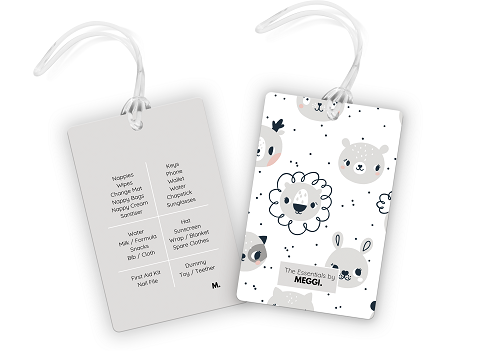 Nappies
Wipes
Change Mat
Nappy Bags
Nappy Cream
Sanitiser
Keys
Phone
Wallet
Water
Chapstick
Sunglasses
Water
Milk / Formula
Snacks
Bib / Cloth
Hat
Sunscreen
Wrap / Blanket
Spare Clothes
First Aid Kit
Nail File
Dummy
Toy / Teether
M.
The Essentials by
MEGGI.